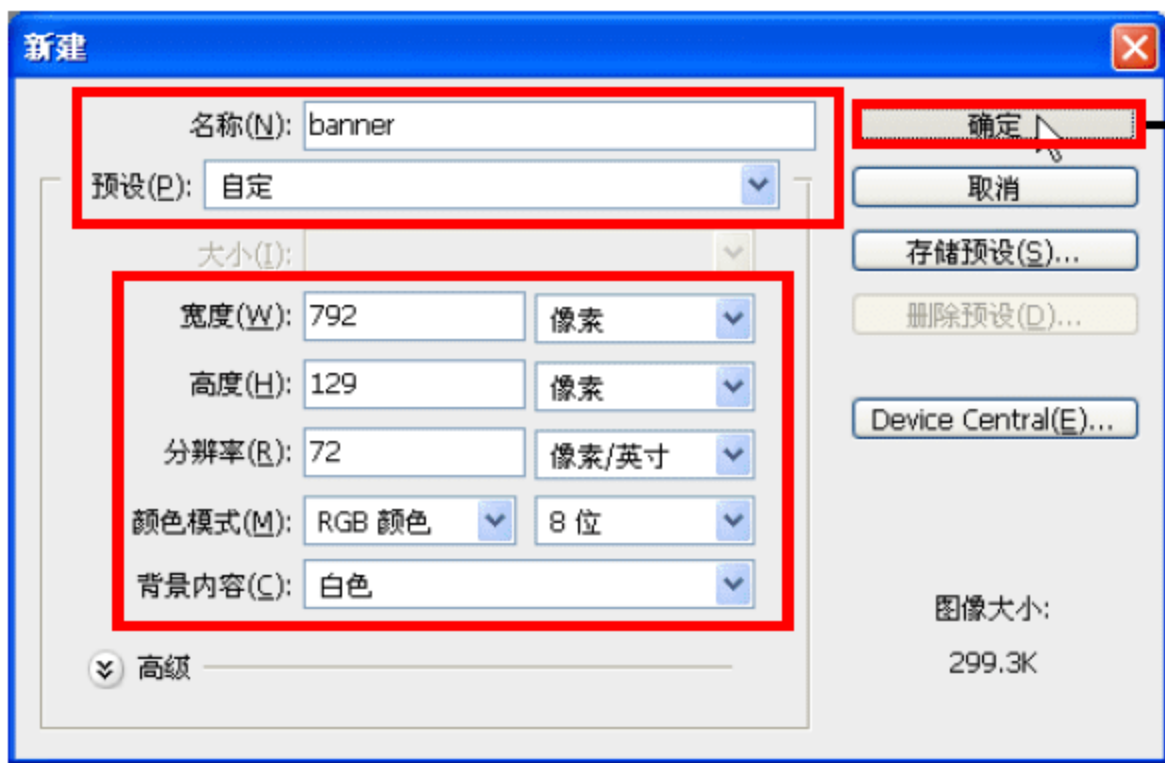 新建
名称(N): banner
确定
预设(P): 自定
取消
大小(I):
存储预设(S)...
宽度(W): 792 像素
删除预设(D)...
高度(H): 129 像素
Device Central(E)...
分辨率(R): 72 像素/英寸
颜色模式(M): RGB 颜色 8 位
背景内容(C): 白色
图像大小:
高级
299.3K